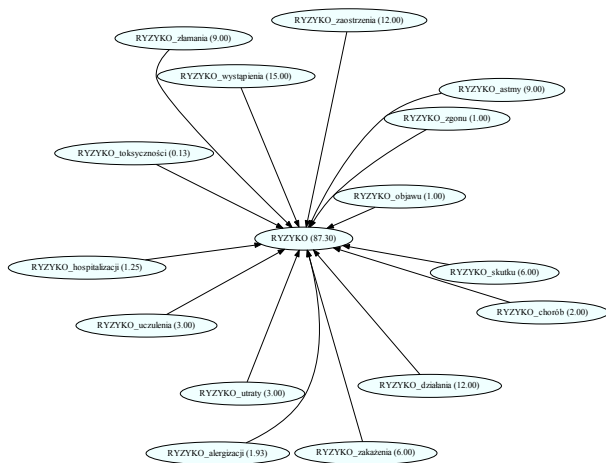 RYZYKO_zaostrzenia (12.00)
RYZYKO_złamania (9.00)
RYZYKO_wystąpienia (15.00)
RYZYKO_astmy (9.00)
RYZYKO_zgonu (1.00)
RYZYKO_toksyczności (0.13)
RYZYKO_objawu (1.00)
RYZYKO (87.30)
RYZYKO_hospitalizacji (1.25)
RYZYKO_skutku (6.00)
RYZYKO_chorób (2.00)
RYZYKO_uczulenia (3.00)
RYZYKO_działania (12.00)
RYZYKO_utraty (3.00)
RYZYKO_alergizacji (1.93)
RYZYKO_zakażenia (6.00)